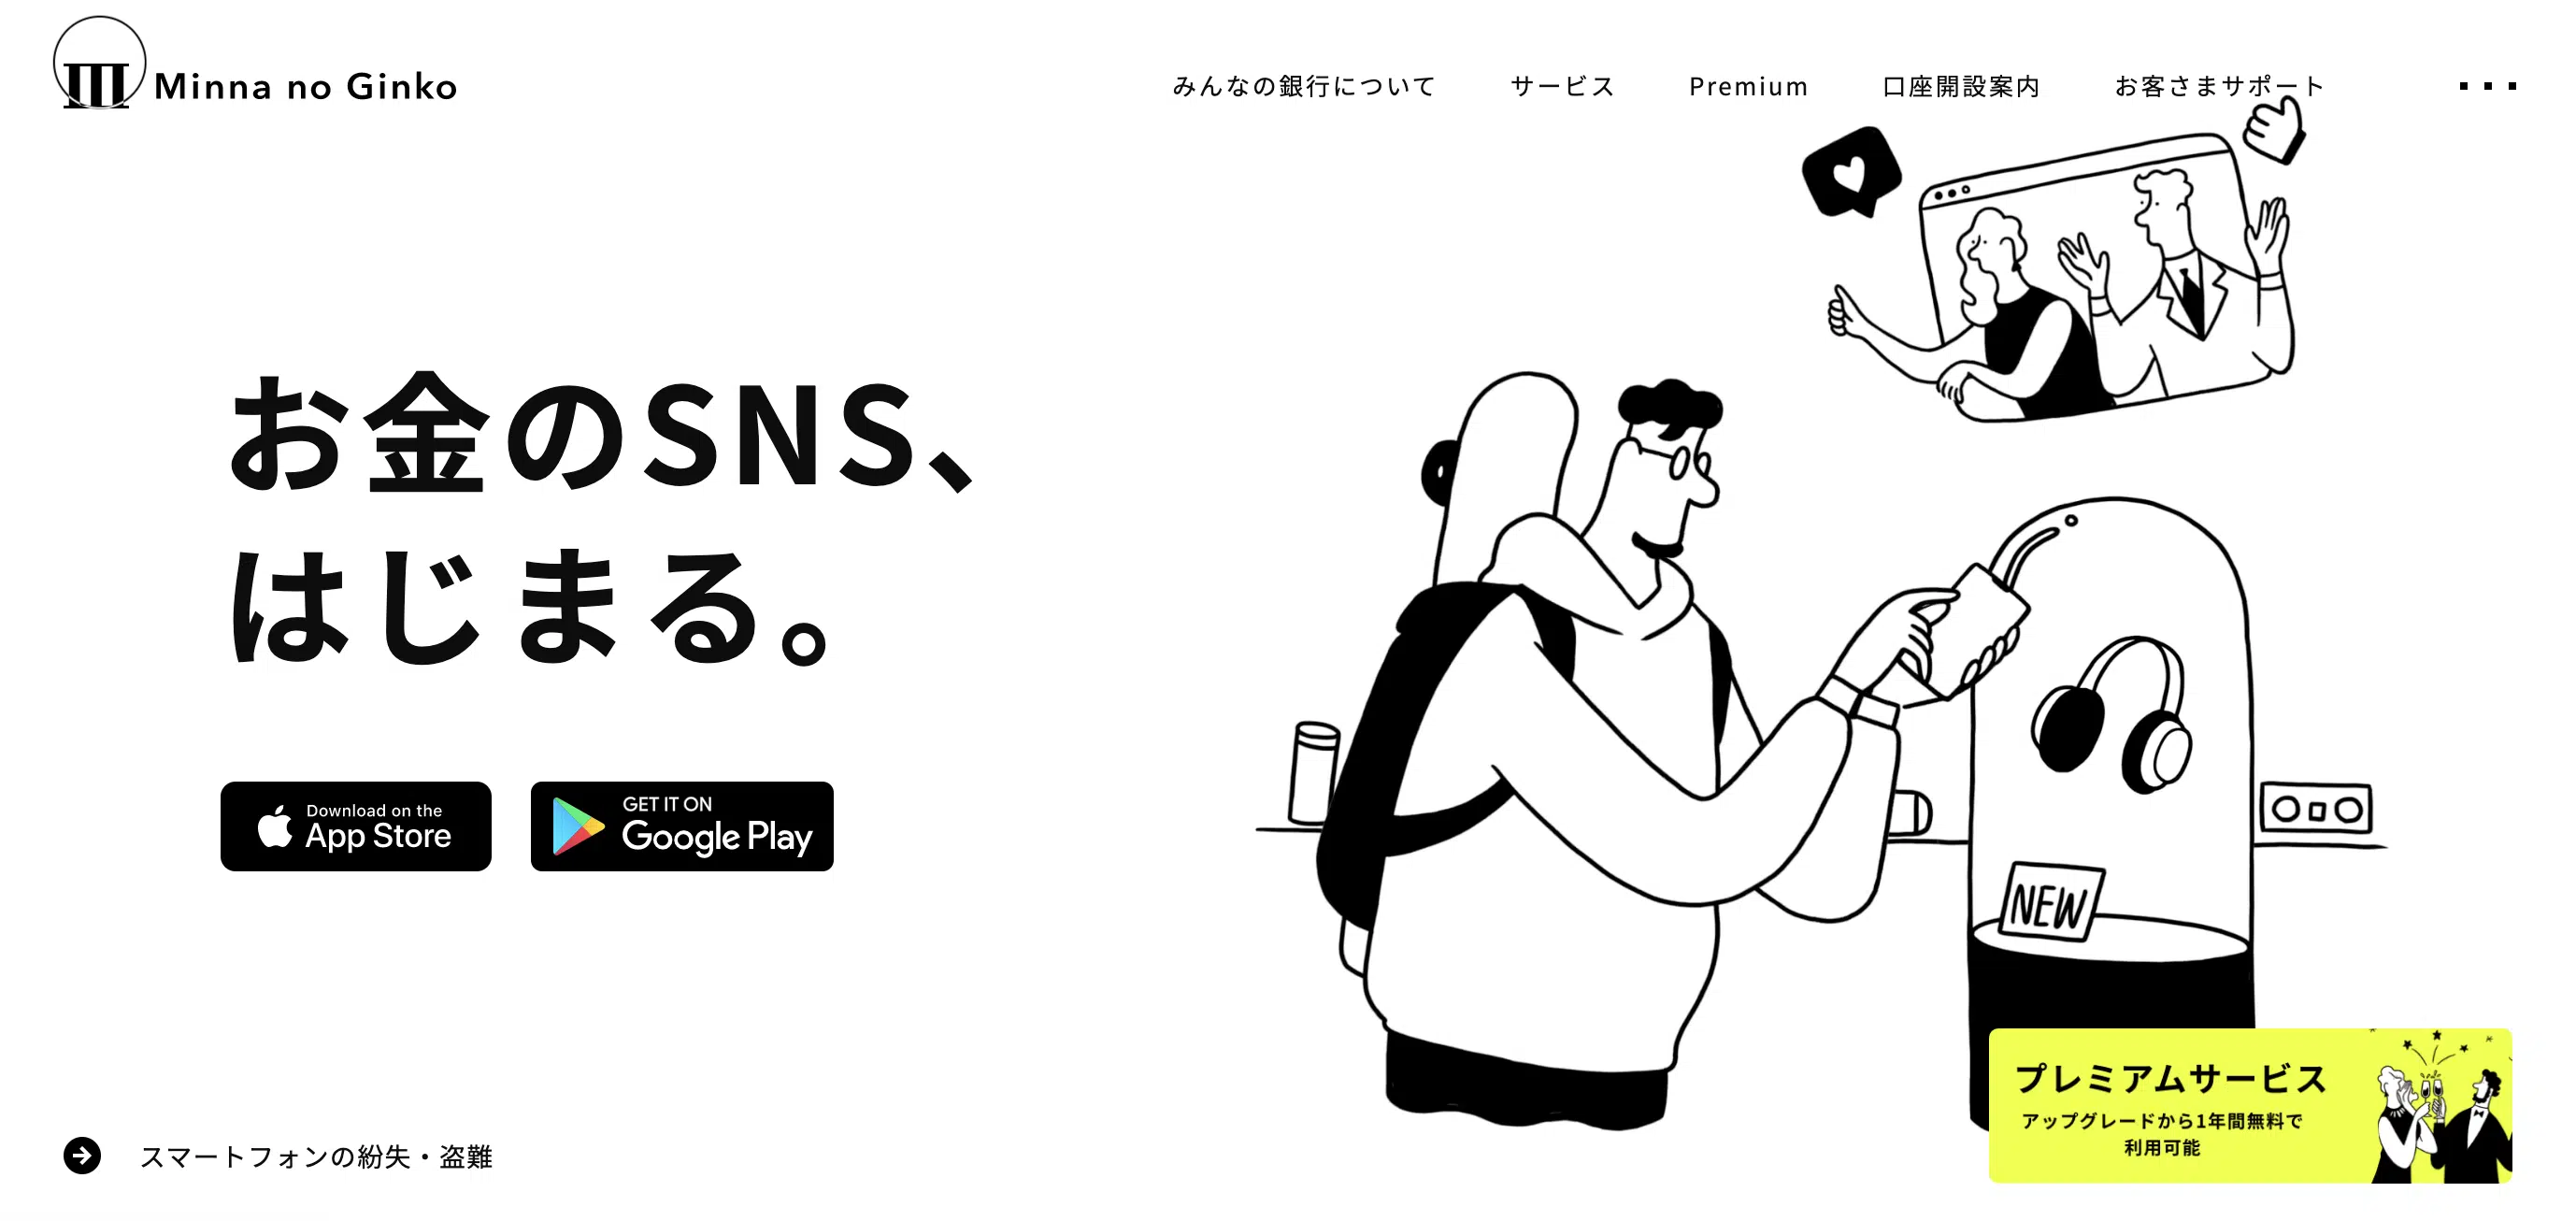 Minna no Ginko
みんなの銀行について
サービス
Premium
口座開設案内
お客さまサポート
お金のSNS、
はじまる。
Download on the
App Store
GET IT ON
Google Play
NEW
プレミアムサービス
アップグレードから1年間無料で
利用可能
スマートフォンの紛失・盗難